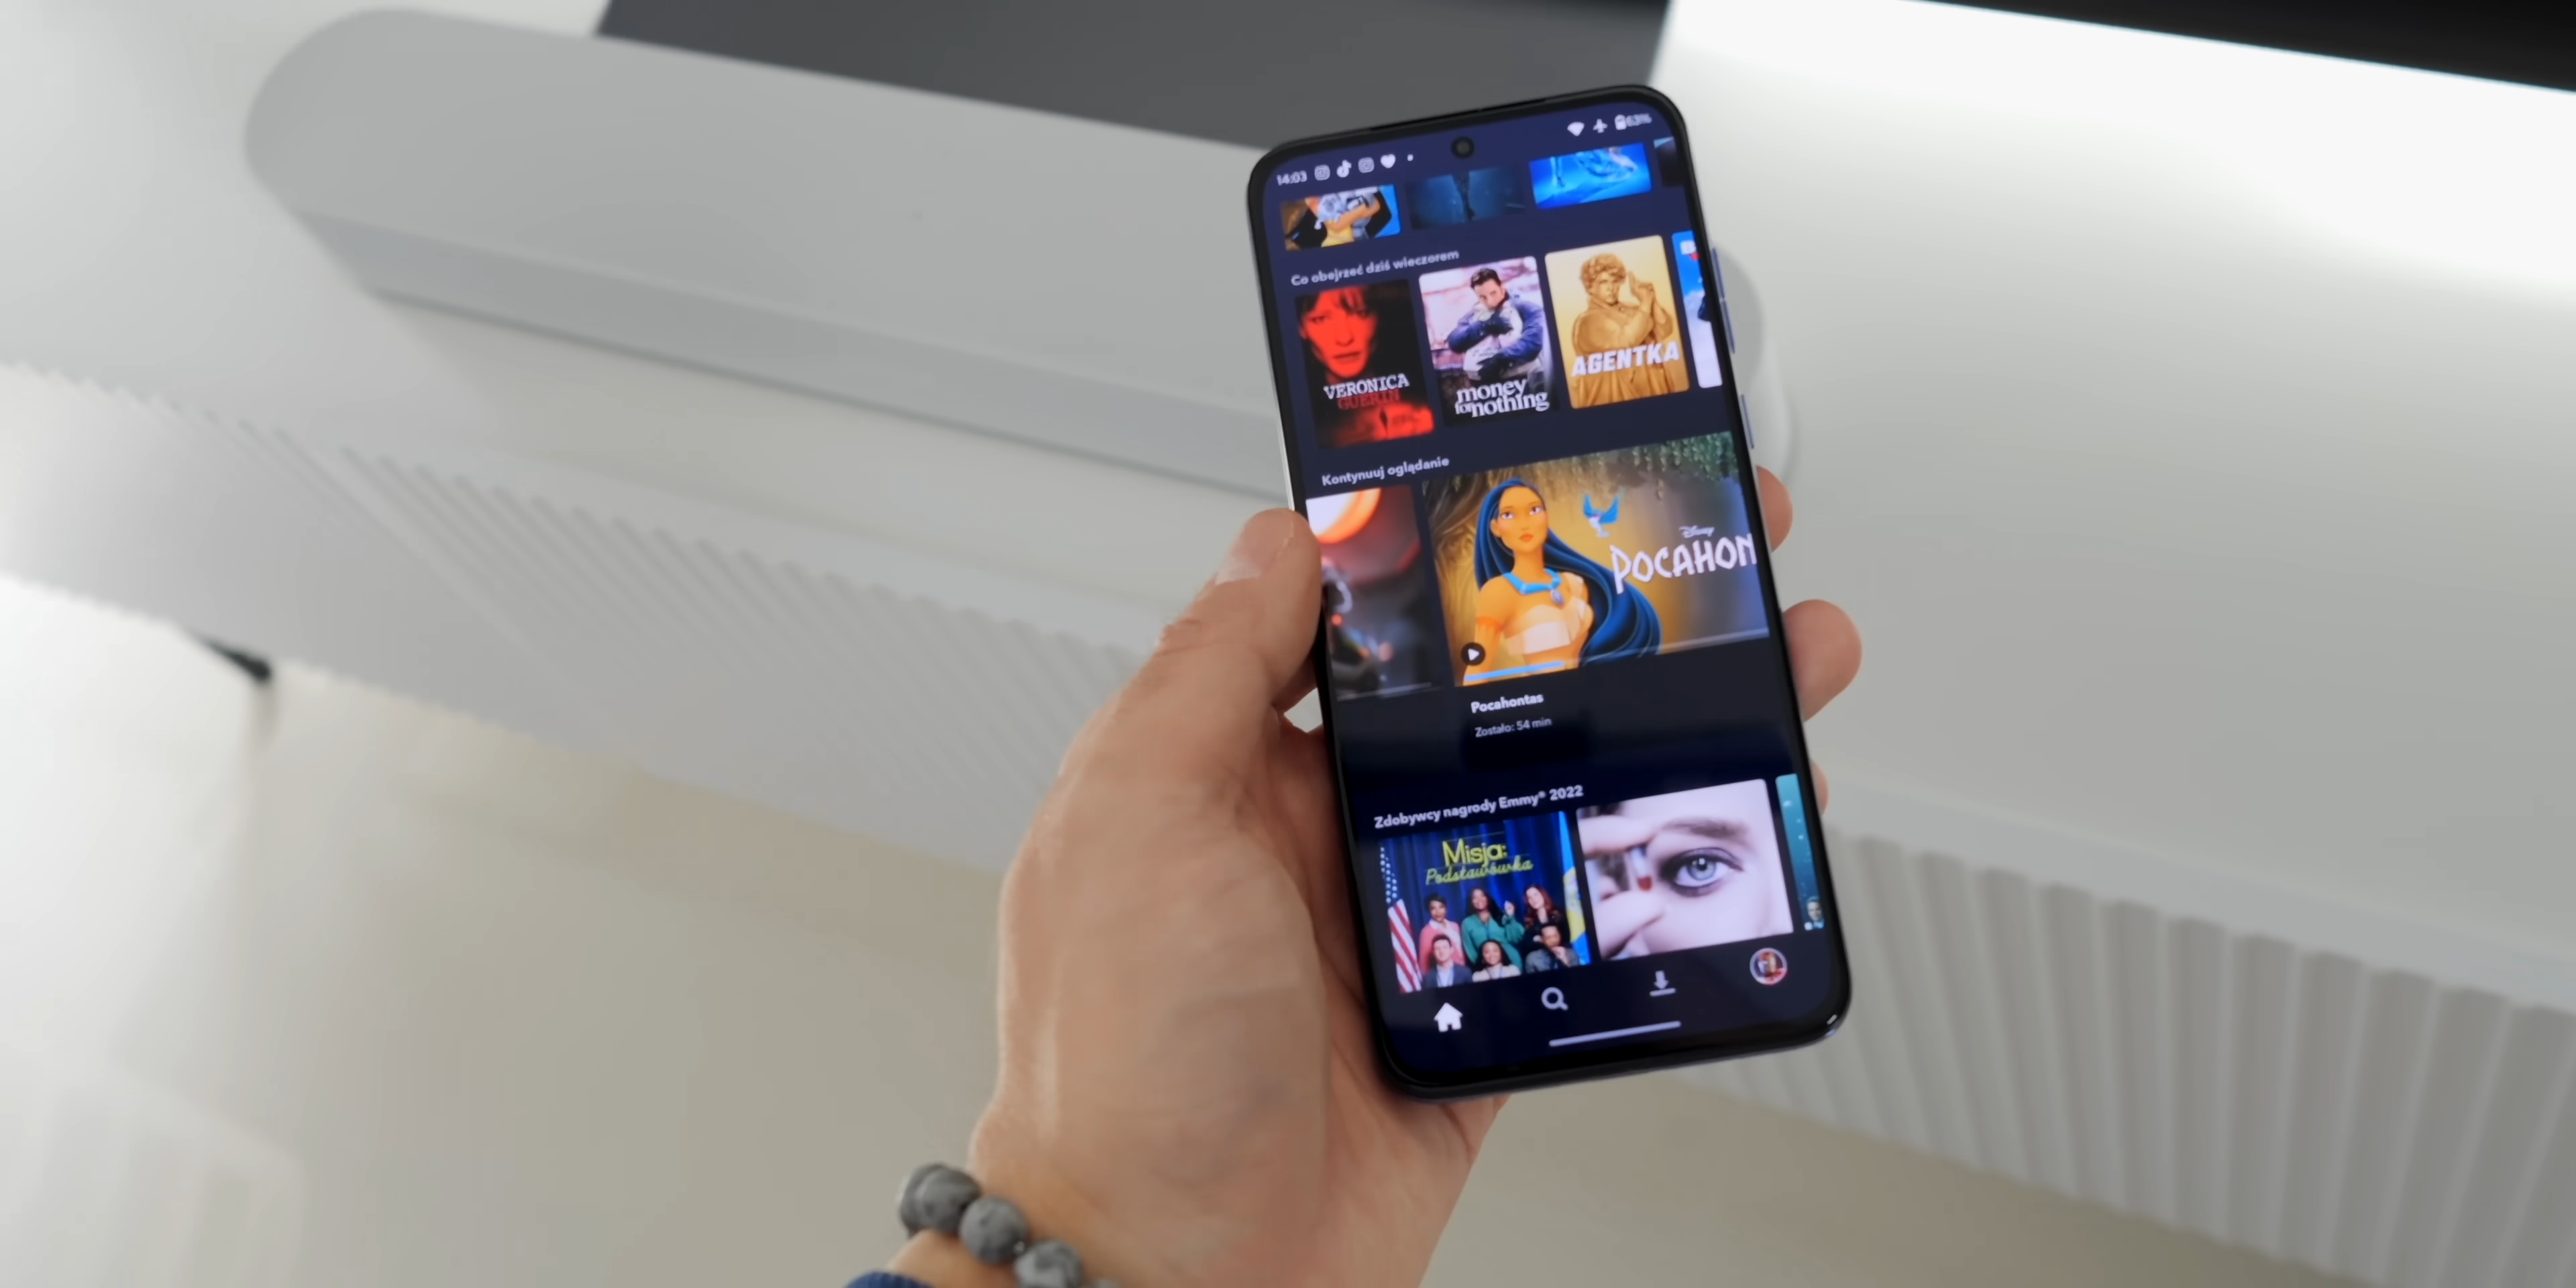 14:03
63%
Co obejrzeć dziś wieczorem
VERONICA
GUERIN
money
for nothing
AGENTKA
Kontynuuj oglądanie
Disney
POCAHON
Pocahontas
Zostało: 54 min
Zdobywcy nagrody Emmy® 2022
Misja:
Podstawówka